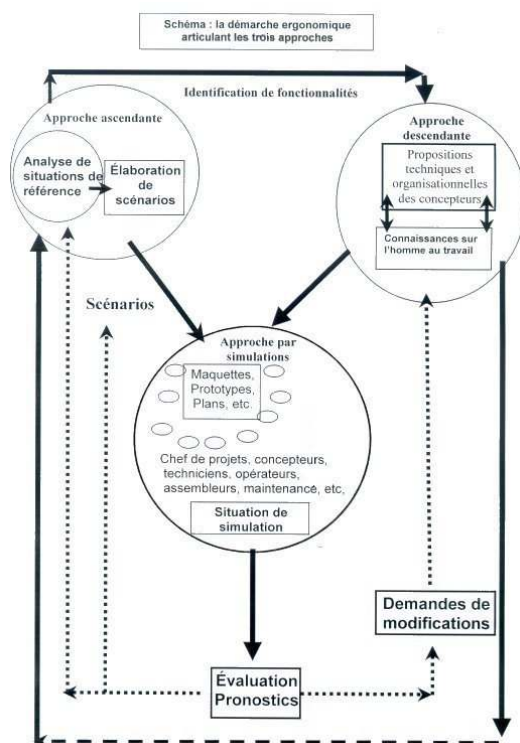 Schéma : la démarche ergonomique
articulant les trois approches
Identification de fonctionnalités
Approche ascendante
Analyse de
situations de
référence
Élaboration
de
scénarios
Approche
descendante
Propositions
techniques et
organisationnelles
des concepteurs
Connaissances sur
l'homme au travail
Scénarios
Approche par
simulations
Maquettes,
Prototypes,
Plans, etc.
Chef de projets, concepteurs,
techniciens, opérateurs,
assembleurs, maintenance, etc,
Situation de
simulation
Demandes de
modifications
Évaluation
Pronostics